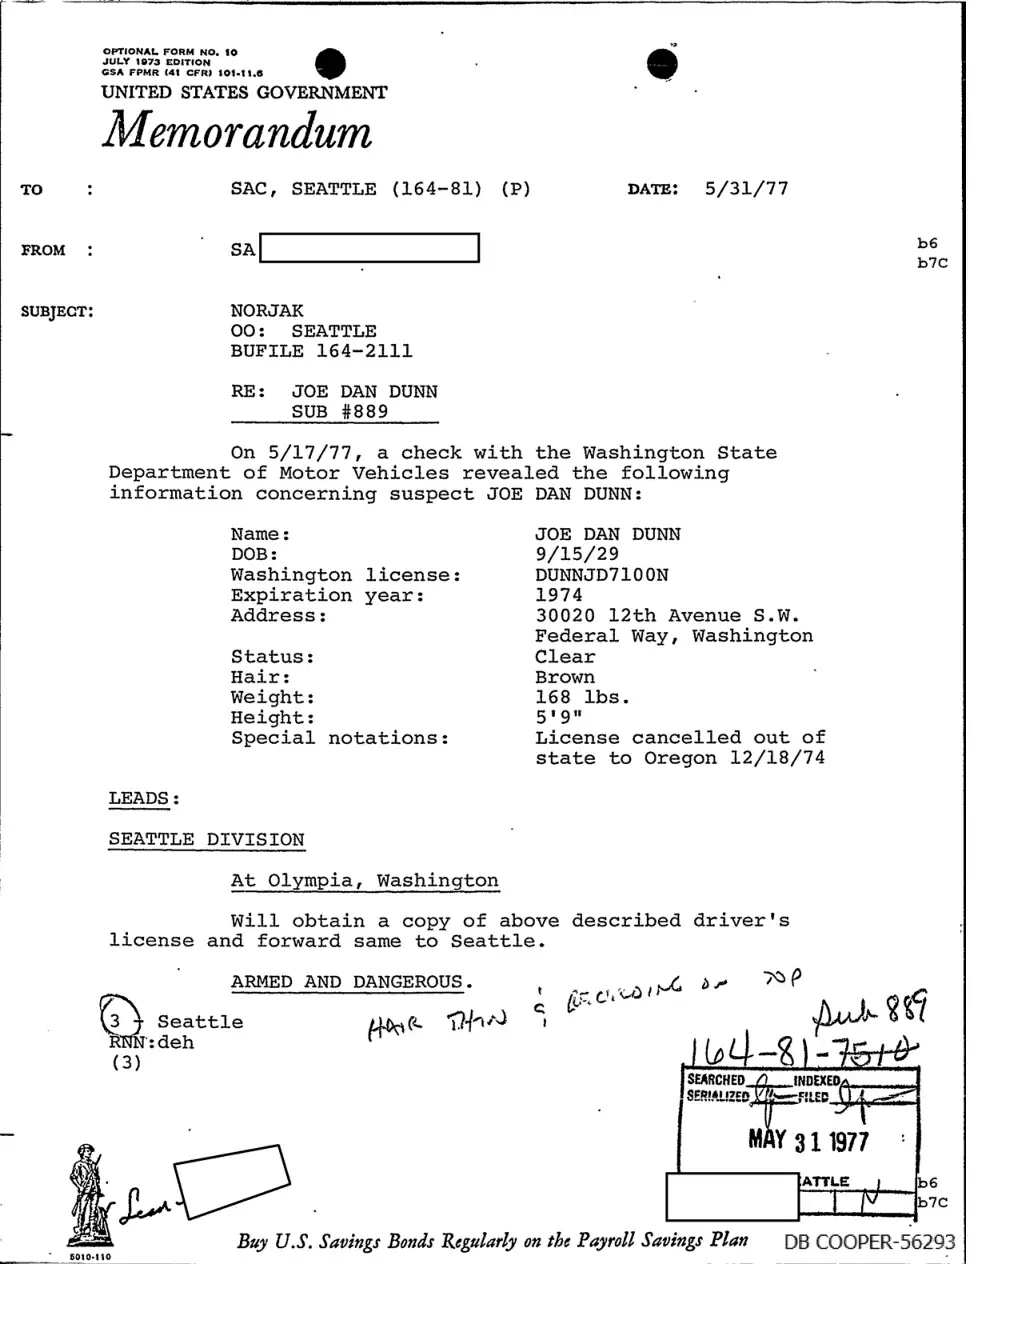 OPTIONAL FORM NO. 10
JULY 1973 EDITION
GSA FPMR (41 CFR) 101-11.6
UNITED STATES GOVERNMENT
Memorandum
TO : SAC, SEATTLE (164-81) (P) DATE: 5/31/77
FROM : SA b6
b7C
SUBJECT: NORJAK
OO: SEATTLE
BUFILE 164-2111
RE: JOE DAN DUNN
SUB #889
On 5/17/77, a check with the Washington State
Department of Motor Vehicles revealed the following
information concerning suspect JOE DAN DUNN:
Name: JOE DAN DUNN
DOB: 9/15/29
Washington license: DUNNJD7100N
Expiration year: 1974
Address: 30020 12th Avenue S.W.
Federal Way, Washington
Status: Clear
Hair: Brown
Weight: 168 lbs.
Height: 5'9"
Special notations: License cancelled out of
state to Oregon 12/18/74
LEADS:
SEATTLE DIVISION
At Olympia, Washington
Will obtain a copy of above described driver's
license and forward same to Seattle.
ARMED AND DANGEROUS.
HAIR THIN & RECEDING ON TOP
3 - Seattle
RNN:deh
(3)
Sub 889
164-81-7510
SEARCHED INDEXED
SERIALIZED FILED
MAY 31 1977
ATTLE
b6
b7C
5010-110
Buy U.S. Savings Bonds Regularly on the Payroll Savings Plan
DB COOPER-56293